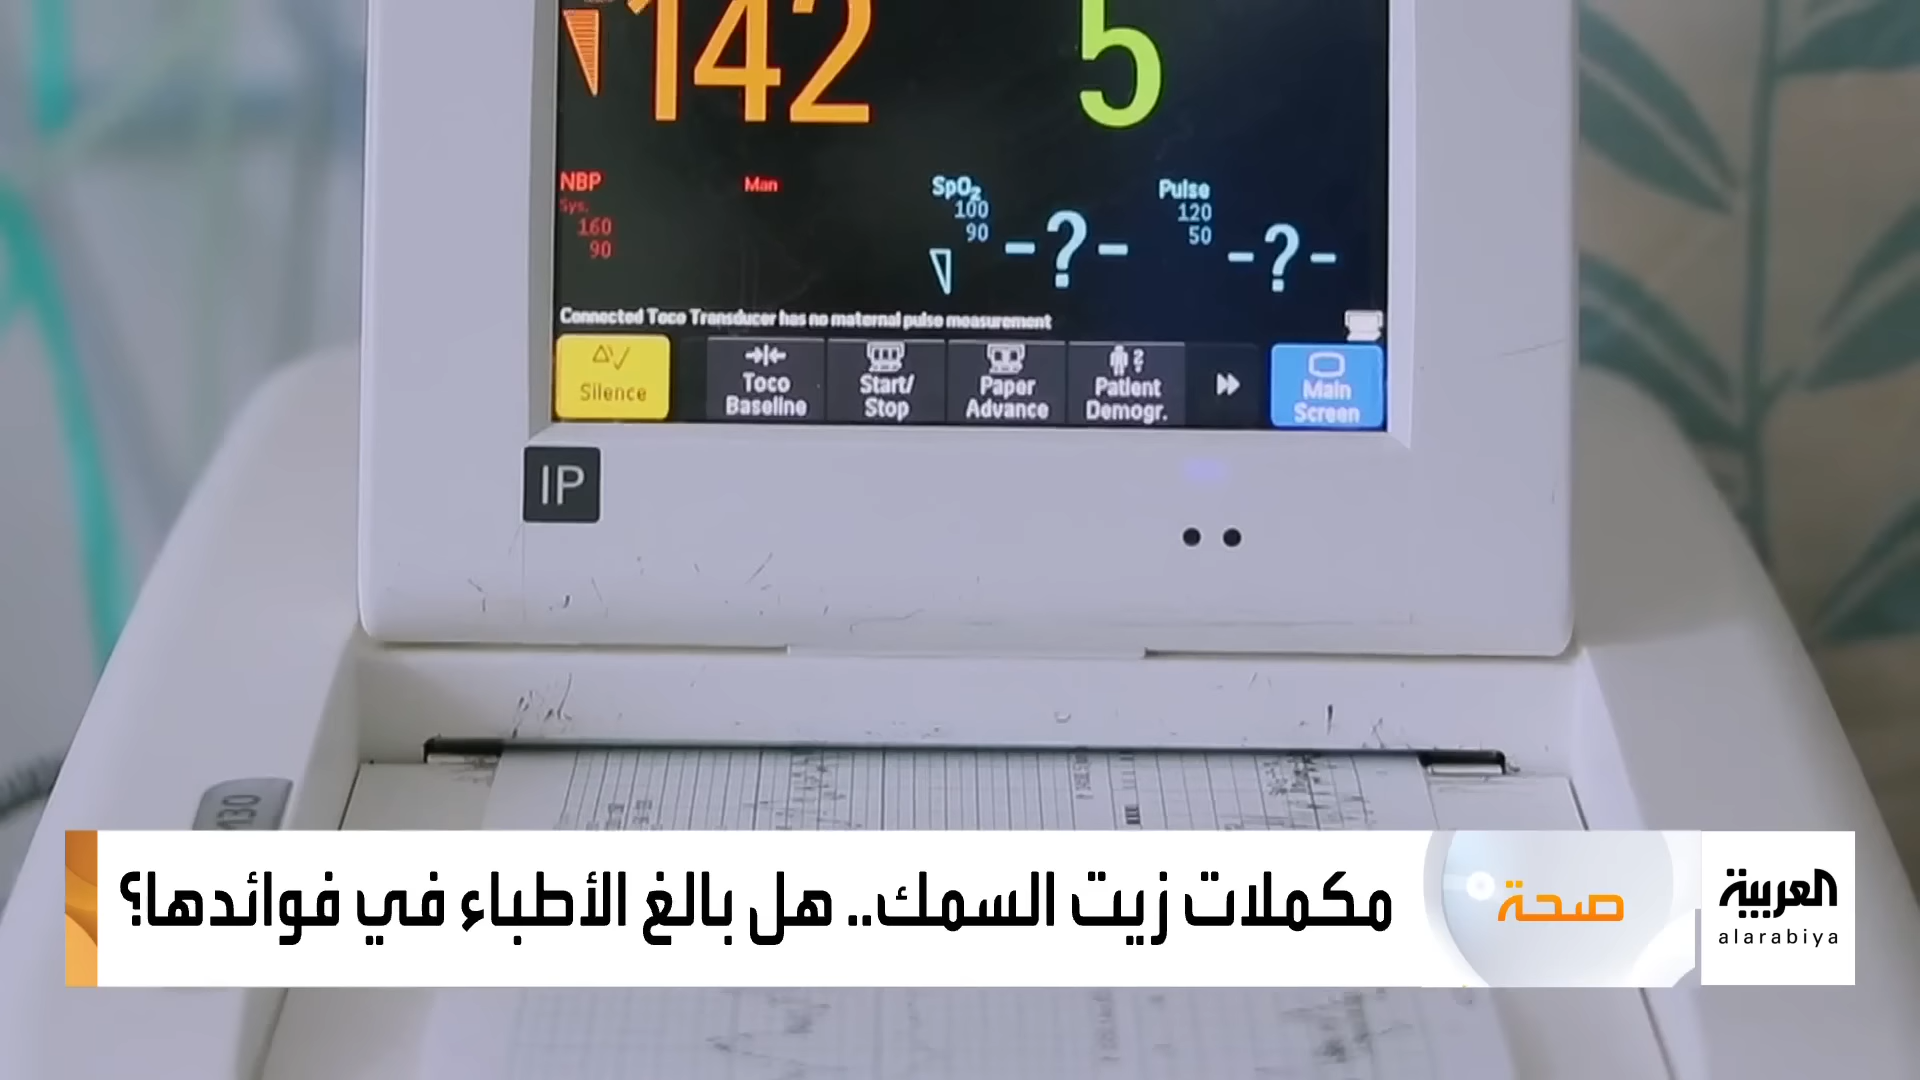 142
5
NBP
Man
SpO₂
Pulse
Sys.
160
90
100
90
-?-
120
50
-?-
Connected Toco Transducer has no maternal pulse measurement
Silence
Toco
Baseline
Start/
Stop
Paper
Advance
Patient
Demogr.
Main
Screen
IP
العربية
alarabiya
صحة
مكملات زيت السمك.. هل بالغ الأطباء في فوائدها؟